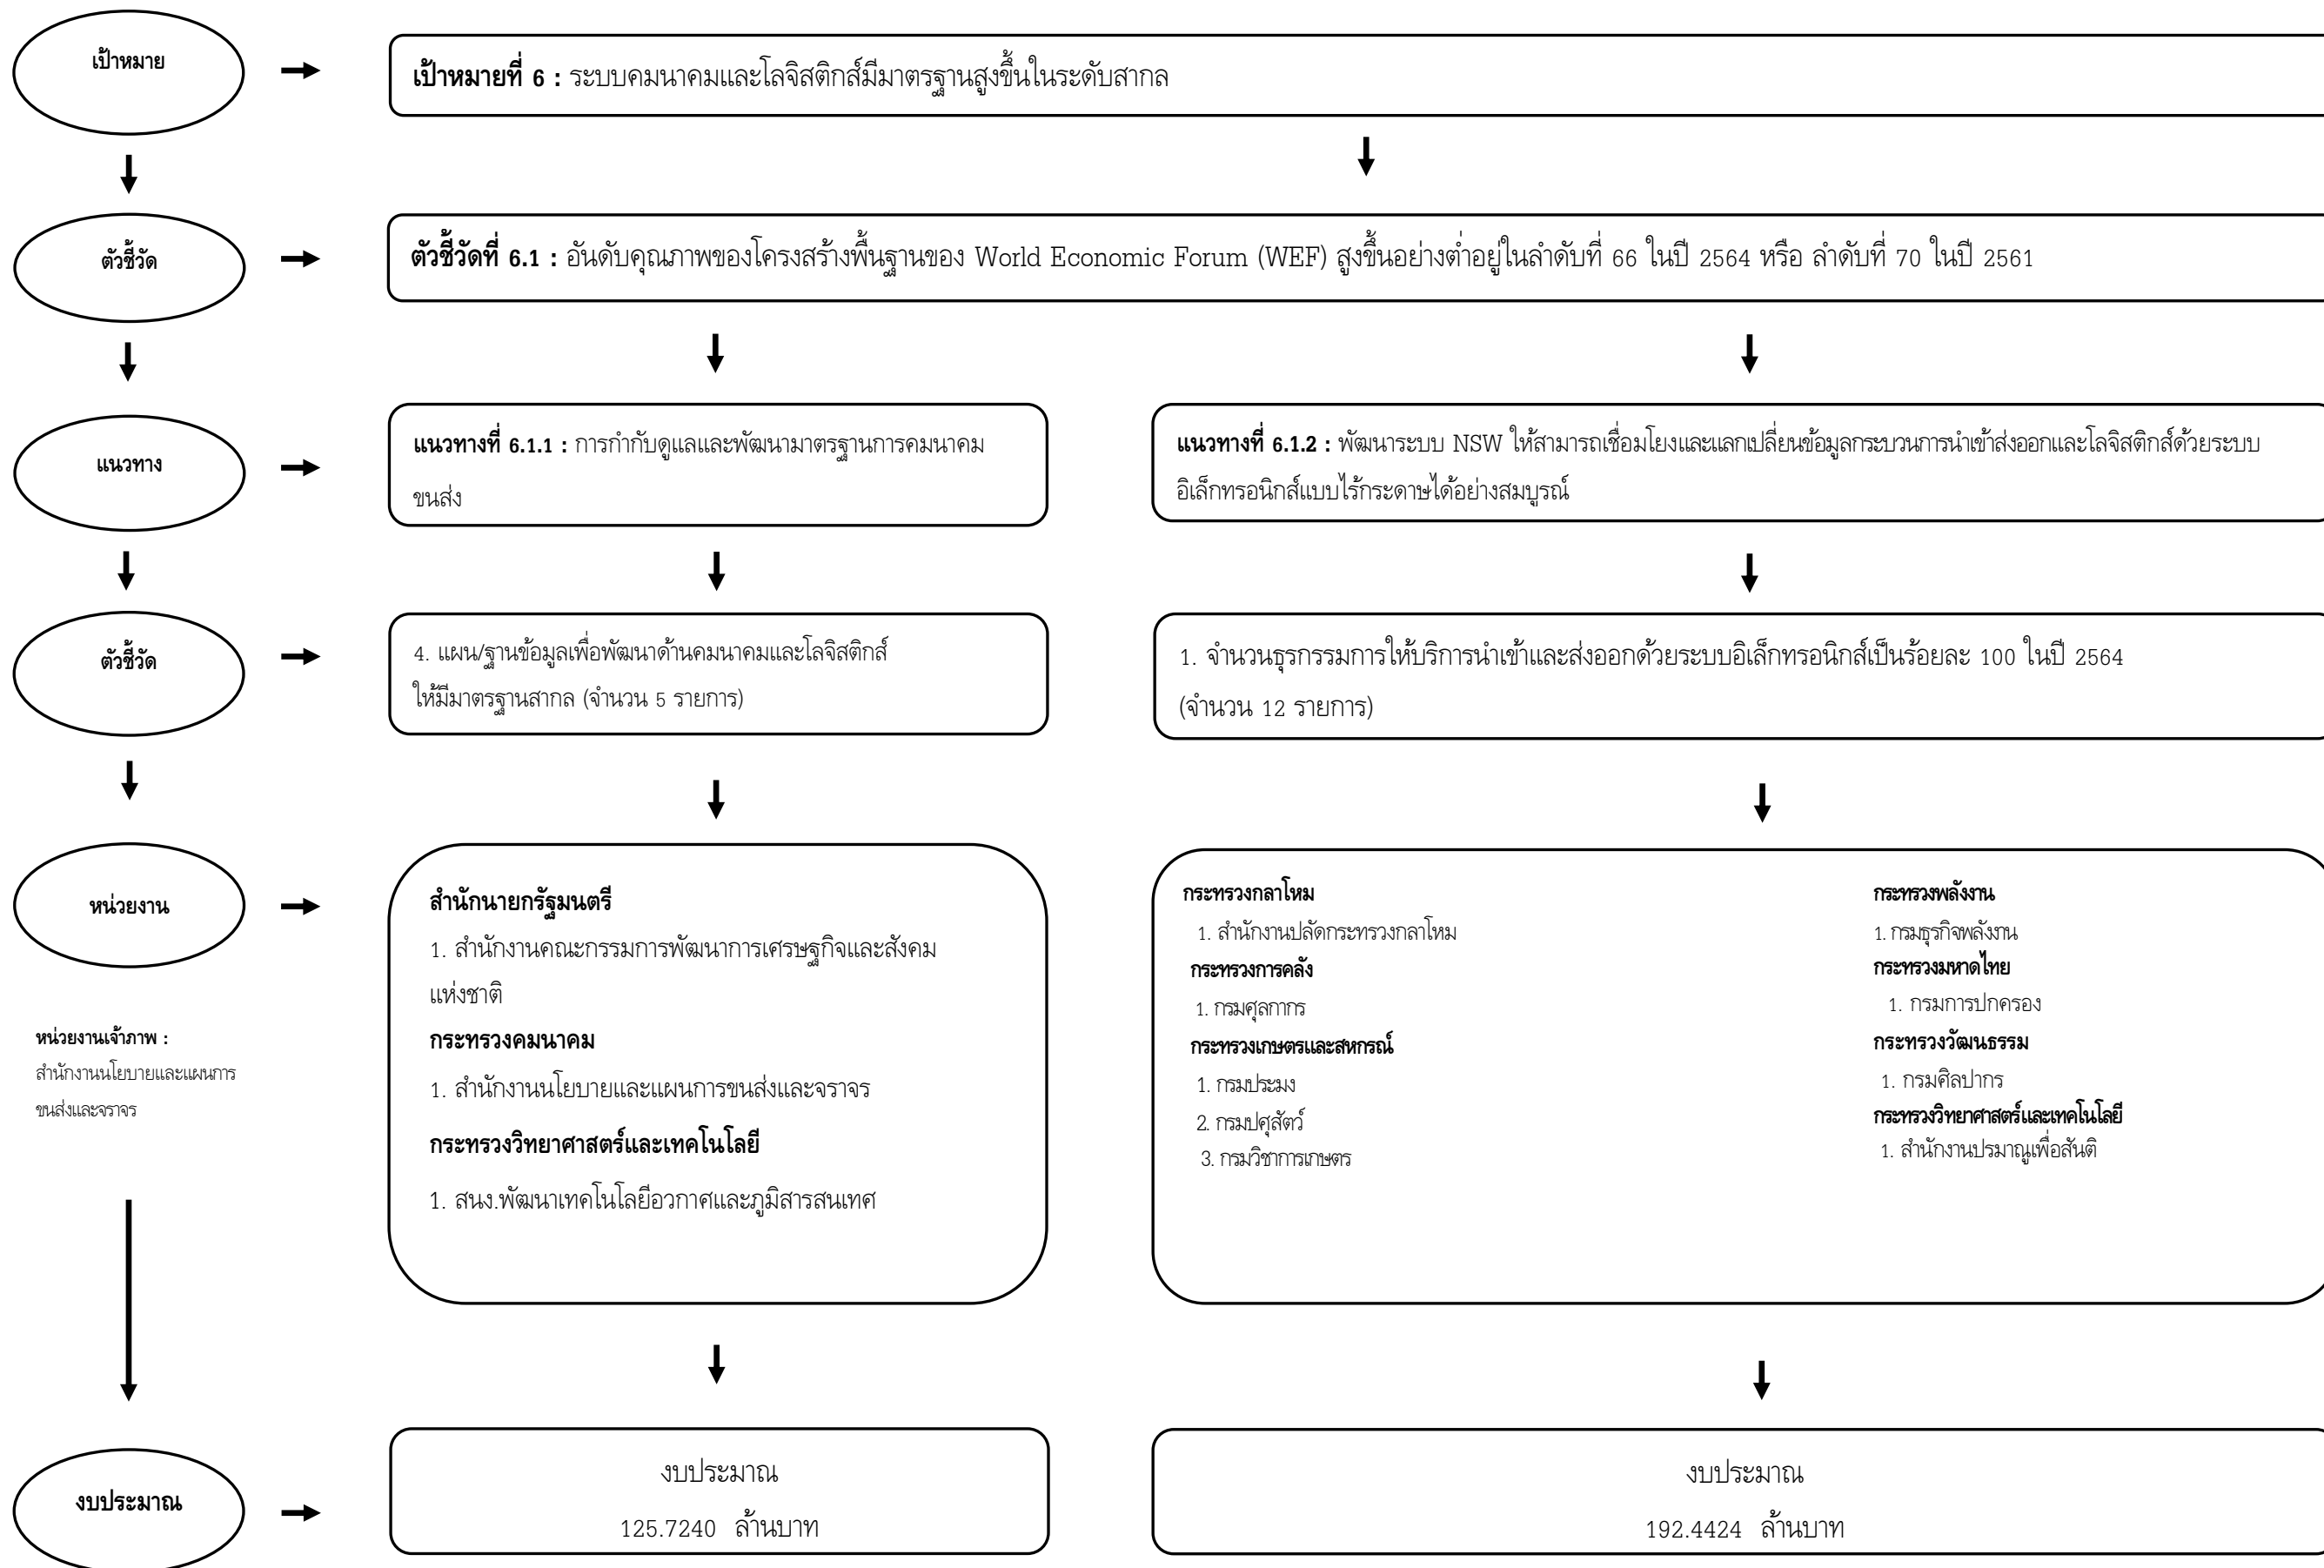 เป้าหมาย
เป้าหมายที่ 6 : ระบบคมนาคมและโลจิสติกส์มีมาตรฐานสูงขึ้นในระดับสากล
ตัวชี้วัด
ตัวชี้วัดที่ 6.1 : อันดับคุณภาพของโครงสร้างพื้นฐานของ World Economic Forum (WEF) สูงขึ้นอย่างต่ำอยู่ในลำดับที่ 66 ในปี 2564 หรือ ลำดับที่ 70 ในปี 2561
แนวทาง
แนวทางที่ 6.1.1 : การกำกับดูแลและพัฒนามาตรฐานการคมนาคม
ขนส่ง
แนวทางที่ 6.1.2 : พัฒนาระบบ NSW ให้สามารถเชื่อมโยงและแลกเปลี่ยนข้อมูลกระบวนการนำเข้าส่งออกและโลจิสติกส์ด้วยระบบ
อิเล็กทรอนิกส์แบบไร้กระดาษได้อย่างสมบูรณ์
ตัวชี้วัด
4. แผน/ฐานข้อมูลเพื่อพัฒนาด้านคมนาคมและโลจิสติกส์
ให้มีมาตรฐานสากล (จำนวน 5 รายการ)
1. จำนวนธุรกรรมการให้บริการนำเข้าและส่งออกด้วยระบบอิเล็กทรอนิกส์เป็นร้อยละ 100 ในปี 2564
(จำนวน 12 รายการ)
หน่วยงาน
หน่วยงานเจ้าภาพ :
สำนักงานนโยบายและแผนการ
ขนส่งและจราจร
สำนักนายกรัฐมนตรี
1. สำนักงานคณะกรรมการพัฒนาการเศรษฐกิจและสังคม
แห่งชาติ
กระทรวงคมนาคม
1. สำนักงานนโยบายและแผนการขนส่งและจราจร
กระทรวงวิทยาศาสตร์และเทคโนโลยี
1. สนง.พัฒนาเทคโนโลยีอวกาศและภูมิสารสนเทศ
กระทรวงกลาโหม
1. สำนักงานปลัดกระทรวงกลาโหม
กระทรวงการคลัง
1. กรมศุลกากร
กระทรวงเกษตรและสหกรณ์
1. กรมประมง
2. กรมปศุสัตว์
3. กรมวิชาการเกษตร
กระทรวงพลังงาน
1. กรมธุรกิจพลังงาน
กระทรวงมหาดไทย
1. กรมการปกครอง
กระทรวงวัฒนธรรม
1. กรมศิลปากร
กระทรวงวิทยาศาสตร์และเทคโนโลยี
1. สำนักงานปรมาณูเพื่อสันติ
งบประมาณ
งบประมาณ
125.7240 ล้านบาท
งบประมาณ
192.4424 ล้านบาท